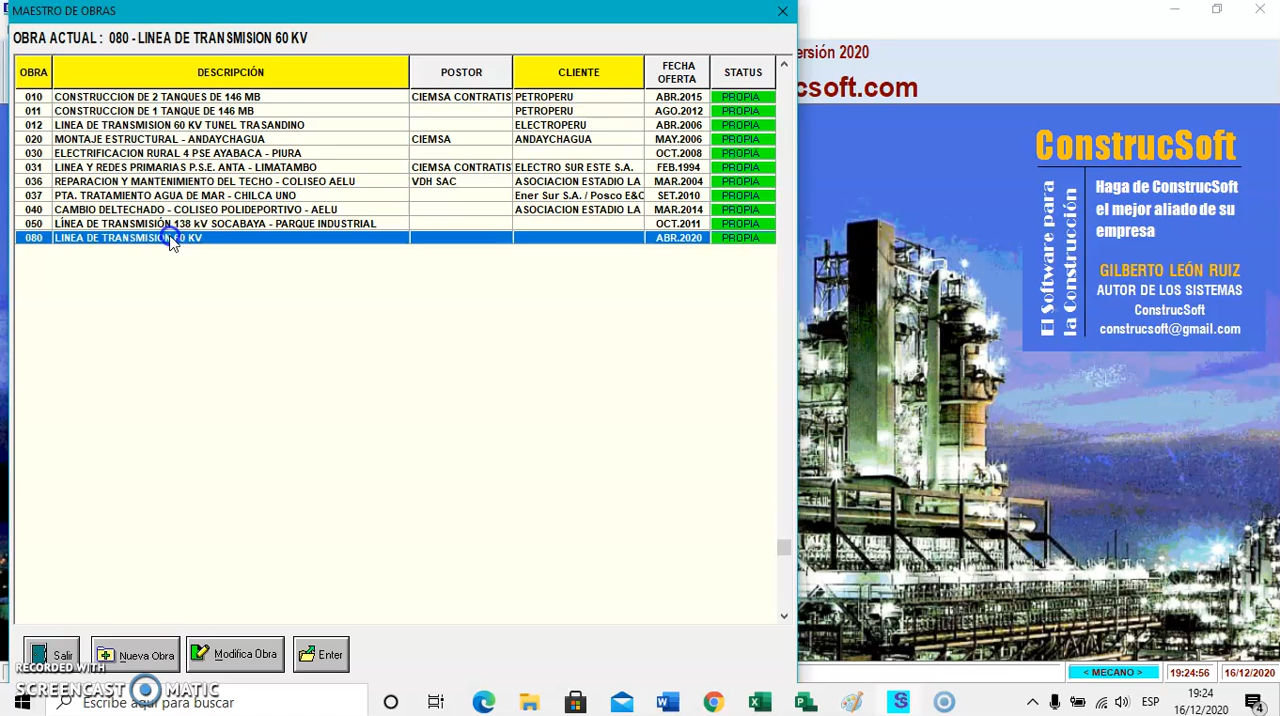 MAESTRO DE OBRAS
OBRA ACTUAL : 080 - LINEA DE TRANSMISION 60 KV
OBRA DESCRIPCIÓN POSTOR CLIENTE FECHA OFERTA STATUS
010 CONSTRUCCION DE 2 TANQUES DE 146 MB CIEMSA CONTRATIS PETROPERU ABR.2015 PROPIA
011 CONSTRUCCION DE 1 TANQUE DE 146 MB PETROPERU AGO.2012 PROPIA
012 LINEA DE TRANSMISION 60 KV TUNEL TRASANDINO ELECTROPERU ABR.2006 PROPIA
020 MONTAJE ESTRUCTURAL - ANDAYCHAGUA CIEMSA ANDAYCHAGUA MAY.2006 PROPIA
030 ELECTRIFICACION RURAL 4 PSE AYABACA - PIURA OCT.2008 PROPIA
031 LINEA Y REDES PRIMARIAS P.S.E. ANTA - LIMATAMBO CIEMSA CONTRATIS ELECTRO SUR ESTE S.A. FEB.1994 PROPIA
036 REPARACION Y MANTENIMIENTO DEL TECHO - COLISEO AELU VDH SAC ASOCIACION ESTADIO LA MAR.2004 PROPIA
037 PTA. TRATAMIENTO AGUA DE MAR - CHILCA UNO Ener Sur S.A. / Posco E&C SET.2010 PROPIA
040 CAMBIO DELTECHADO - COLISEO POLIDEPORTIVO - AELU ASOCIACION ESTADIO LA MAR.2014 PROPIA
050 LÍNEA DE TRANSMISIÓN 138 kV SOCABAYA - PARQUE INDUSTRIAL OCT.2011 PROPIA
080 LINEA DE TRANSMISION 60 KV ABR.2020 PROPIA
Salir Nueva Obra Modifica Obra Enter
ersión 2020
csoft.com
ConstrucSoft
El Software para
la Construcción
Haga de ConstrucSoft
el mejor aliado de su
empresa
GILBERTO LEÓN RUIZ
AUTOR DE LOS SISTEMAS
ConstrucSoft
construcsoft@gmail.com
< MECANO > 19:24:56 16/12/2020
RECORDED WITH
SCREENCAST MATIC
Escribe aquí para buscar
ESP
19:24
16/12/2020
4